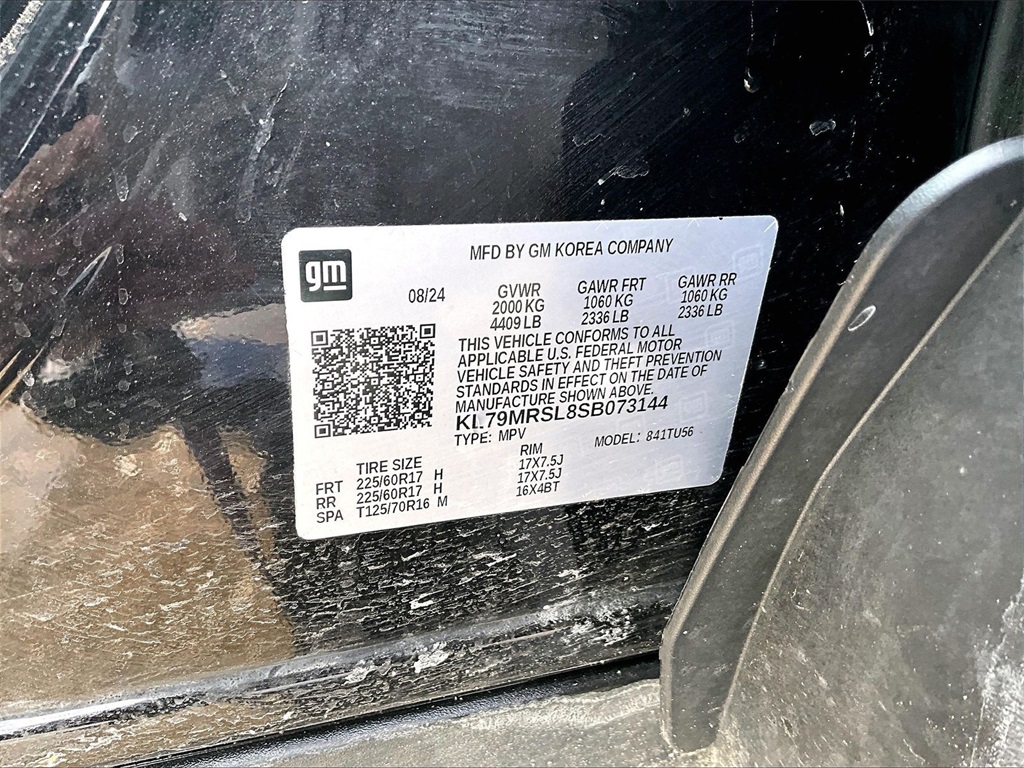 gm
MFD BY GM KOREA COMPANY
08/24 GVWR GAWR FRT GAWR RR
2000 KG 1060 KG 1060 KG
4409 LB 2336 LB 2336 LB
THIS VEHICLE CONFORMS TO ALL
APPLICABLE U.S. FEDERAL MOTOR
VEHICLE SAFETY AND THEFT PREVENTION
STANDARDS IN EFFECT ON THE DATE OF
MANUFACTURE SHOWN ABOVE.
KL79MRSL8SB073144
TYPE: MPV MODEL: 841TU56
TIRE SIZE RIM
FRT 225/60R17 H 17X7.5J
RR 225/60R17 H 17X7.5J
SPA T125/70R16 M 16X4BT